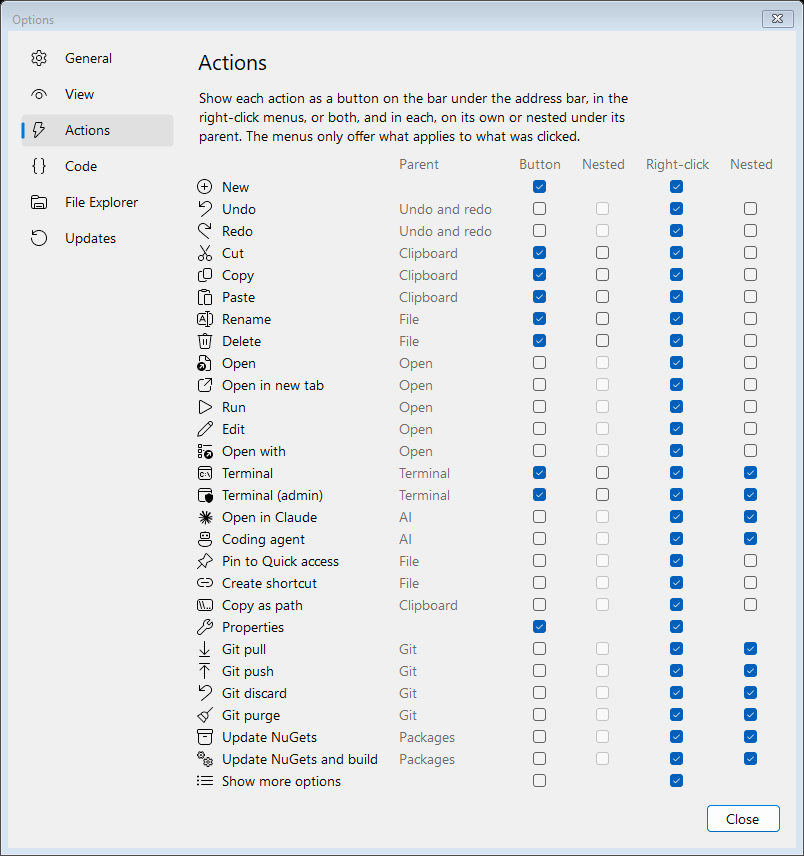 Options
General
View
Actions
Code
File Explorer
Updates
Actions
Show each action as a button on the bar under the address bar, in the
right-click menus, or both, and in each, on its own or nested under its
parent. The menus only offer what applies to what was clicked.
Parent Button Nested Right-click Nested
New
Undo Undo and redo
Redo Undo and redo
Cut Clipboard
Copy Clipboard
Paste Clipboard
Rename File
Delete File
Open Open
Open in new tab Open
Run Open
Edit Open
Open with Open
Terminal Terminal
Terminal (admin) Terminal
Open in Claude AI
Coding agent AI
Pin to Quick access File
Create shortcut File
Copy as path Clipboard
Properties
Git pull Git
Git push Git
Git discard Git
Git purge Git
Update NuGets Packages
Update NuGets and build Packages
Show more options
Close